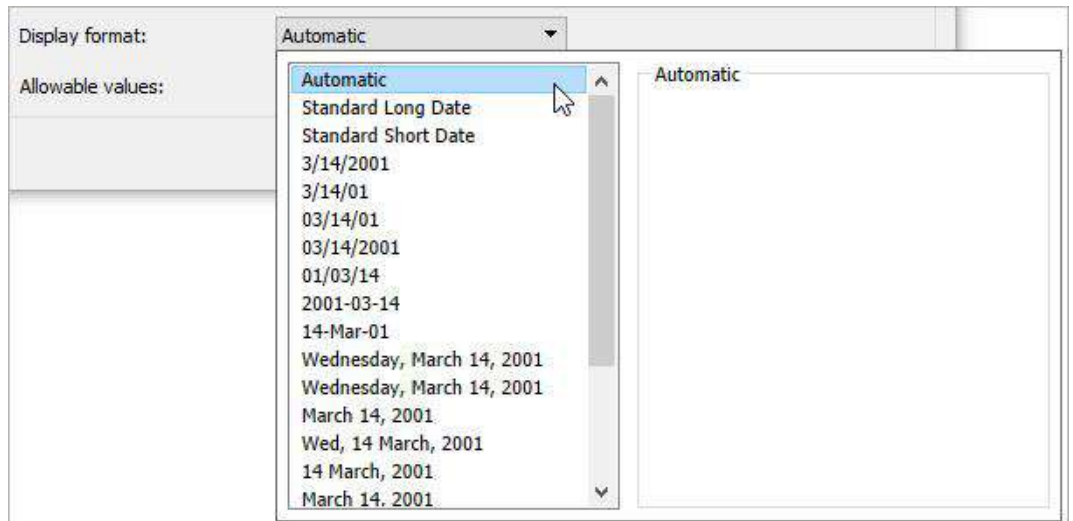 Display format:
Automatic
Allowable values:
Automatic
Standard Long Date
Standard Short Date
3/14/2001
3/14/01
03/14/01
03/14/2001
01/03/14
2001-03-14
14-Mar-01
Wednesday, March 14, 2001
Wednesday, March 14, 2001
March 14, 2001
Wed, 14 March, 2001
14 March, 2001
March 14, 2001
Automatic